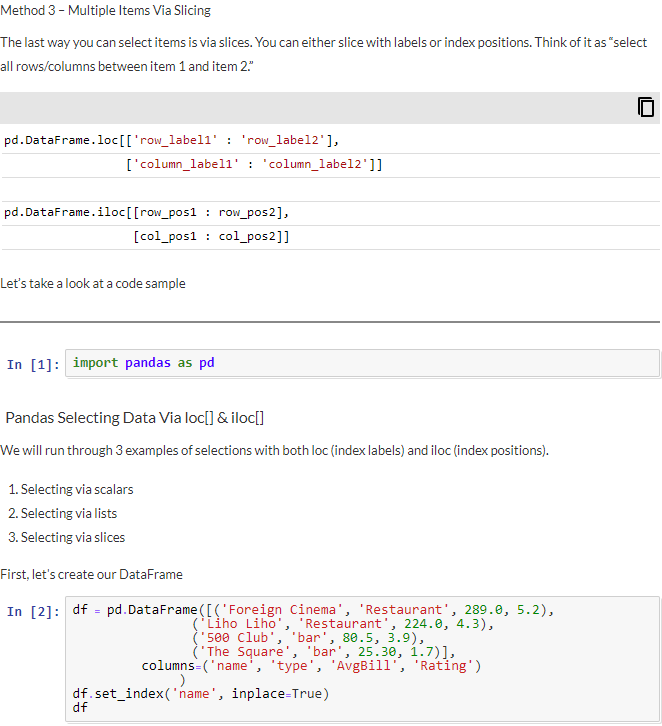 Method 3 – Multiple Items Via Slicing
The last way you can select items is via slices. You can either slice with labels or index positions. Think of it as “select
all rows/columns between item 1 and item 2.”
pd.DataFrame.loc[['row_label1' : 'row_label2'],
['column_label1' : 'column_label2']]
pd.DataFrame.iloc[[row_pos1 : row_pos2],
[col_pos1 : col_pos2]]
Let’s take a look at a code sample
In [1]: import pandas as pd
Pandas Selecting Data Via loc[] & iloc[]
We will run through 3 examples of selections with both loc (index labels) and iloc (index positions).
1. Selecting via scalars
2. Selecting via lists
3. Selecting via slices
First, let's create our DataFrame
In [2]: df = pd.DataFrame([('Foreign Cinema', 'Restaurant', 289.0, 5.2),
('Liho Liho', 'Restaurant', 224.0, 4.3),
('500 Club', 'bar', 80.5, 3.9),
('The Square', 'bar', 25.30, 1.7)],
columns=('name', 'type', 'AvgBill', 'Rating')
)
df.set_index('name', inplace=True)
df